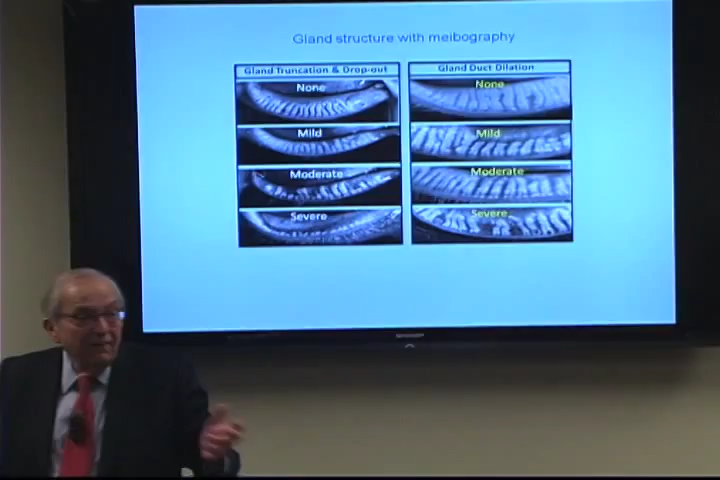 Gland structure with meibography
Gland Truncation & Drop-out
None
Mild
Moderate
Severe
Gland Duct Dilation
None
Mild
Moderate
Severe
SHARP